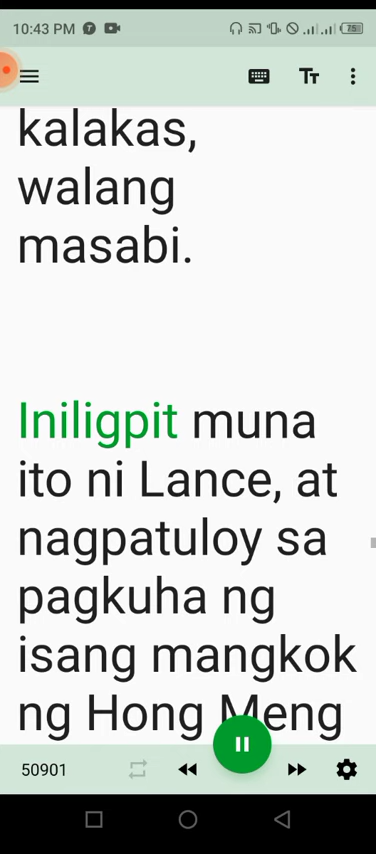 10:43 PM
75
kalakas,
walang
masabi.
Iniligpit muna
ito ni Lance, at
nagpatuloy sa
pagkuha ng
isang mangkok
ng Hong Meng
50901